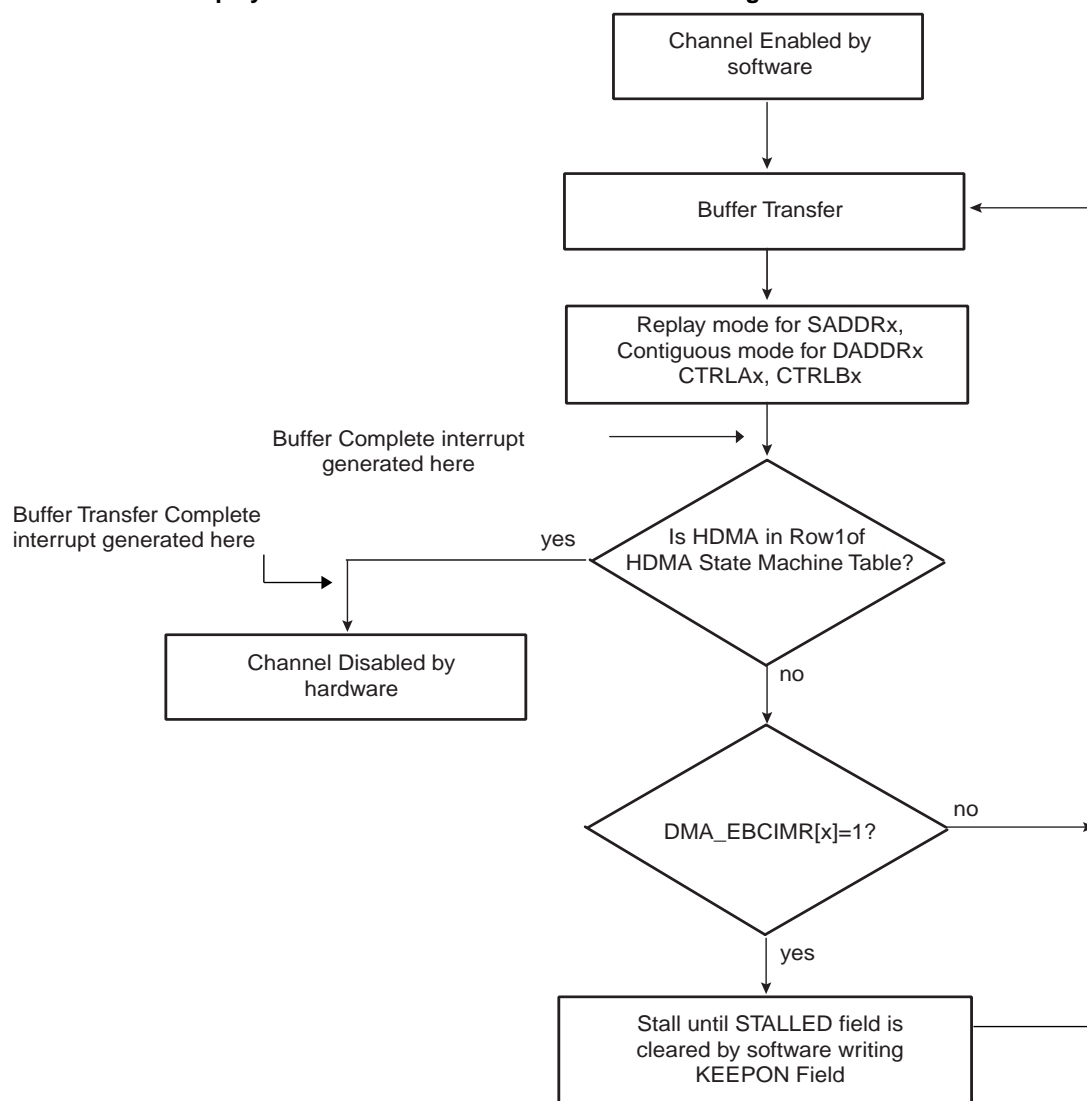 Channel Enabled by
software
Buffer Transfer
Replay mode for SADDRx,
Contiguous mode for DADDRx
CTRLAx, CTRLBx
Buffer Complete interrupt
generated here
Buffer Transfer Complete
interrupt generated here
yes
Is HDMA in Row1of
HDMA State Machine Table?
Channel Disabled by
hardware
no
no
DMA_EBCIMR[x]=1?
yes
Stall until STALLED field is
cleared by software writing
KEEPON Field